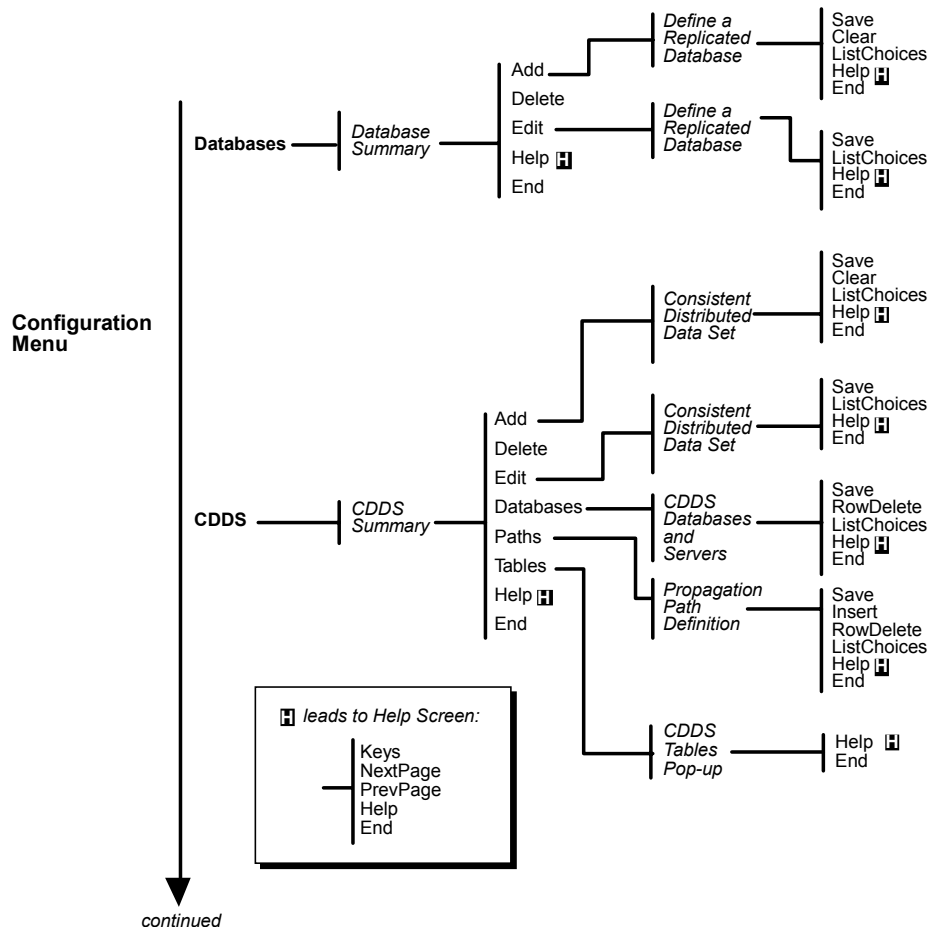 Configuration
Menu
Databases
Database
Summary
Add
Delete
Edit
Help H
End
Define a
Replicated
Database
Save
Clear
ListChoices
Help H
End
Define a
Replicated
Database
Save
ListChoices
Help H
End
CDDS
CDDS
Summary
Add
Delete
Edit
Databases
Paths
Tables
Help H
End
Consistent
Distributed
Data Set
Save
Clear
ListChoices
Help H
End
Consistent
Distributed
Data Set
Save
ListChoices
Help H
End
CDDS
Databases
and
Servers
Save
RowDelete
ListChoices
Help H
End
Propagation
Path
Definition
Save
Insert
RowDelete
ListChoices
Help H
End
CDDS
Tables
Pop-up
Help H
End
H leads to Help Screen:
Keys
NextPage
PrevPage
Help
End
continued